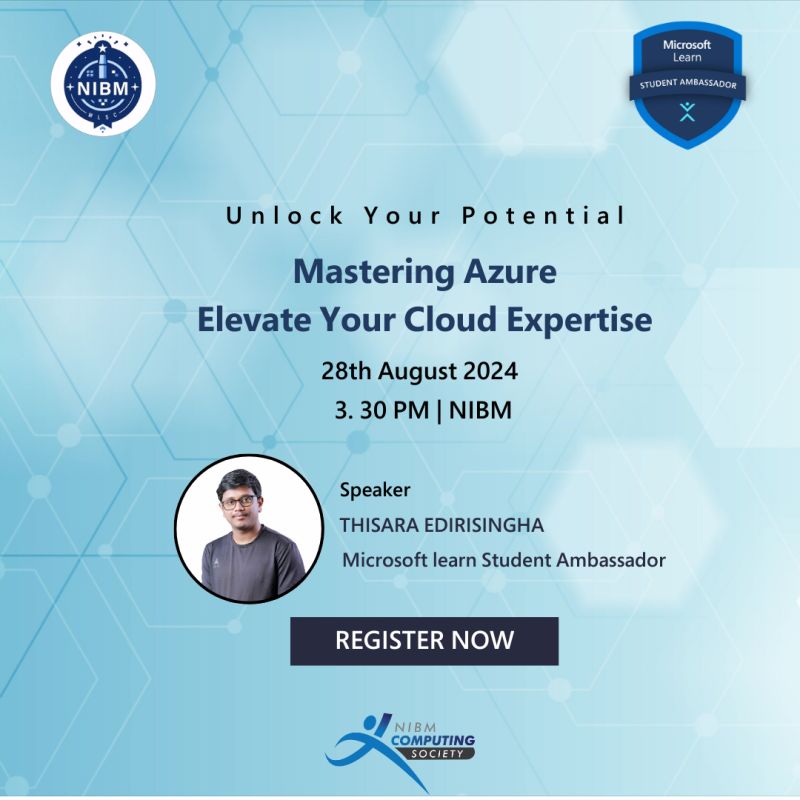 NIBM
MLSC
Microsoft
Learn
STUDENT AMBASSADOR
Unlock Your Potential
Mastering Azure
Elevate Your Cloud Expertise
28th August 2024
3. 30 PM | NIBM
Speaker
THISARA EDIRISINGHA
Microsoft learn Student Ambassador
REGISTER NOW
NIBM
COMPUTING
SOCIETY